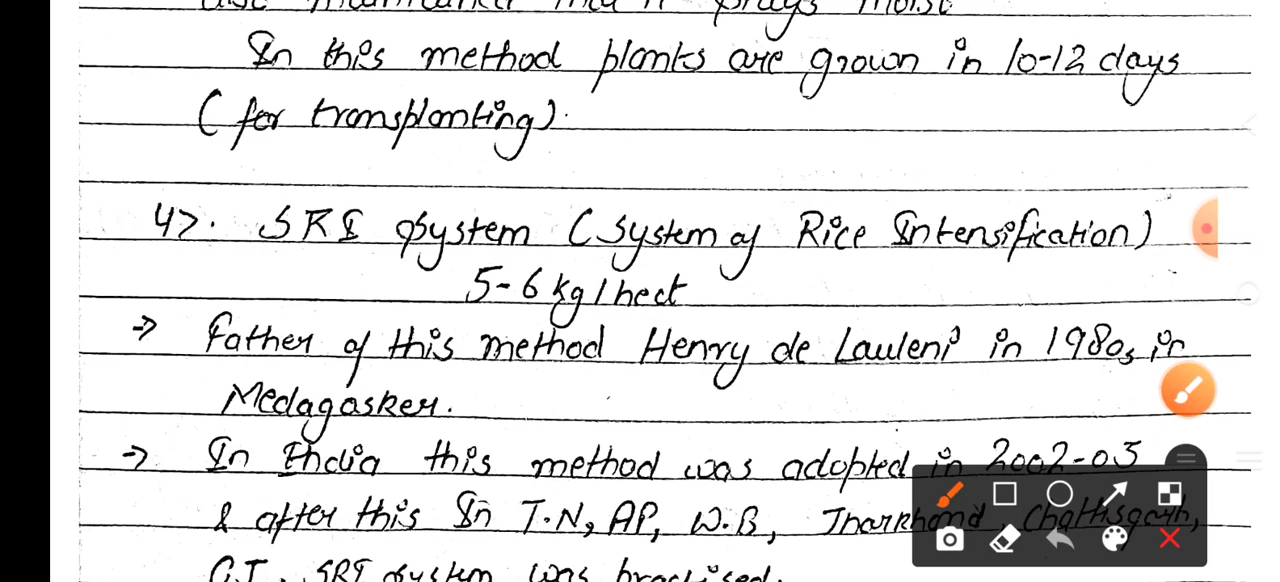 In this method plants are grown in 10-12 days
(for transplanting).
4>. SRI System (System of Rice Intensification)
5-6 kg/hect
→ Father of this method Henry de Lauleni in 1980s in
Medagasker.
→ In India this method was adopted in 2002-03
& after this In T.N, AP, W.B, Jharkhand, Chattisgarh,
SRI System was practised.